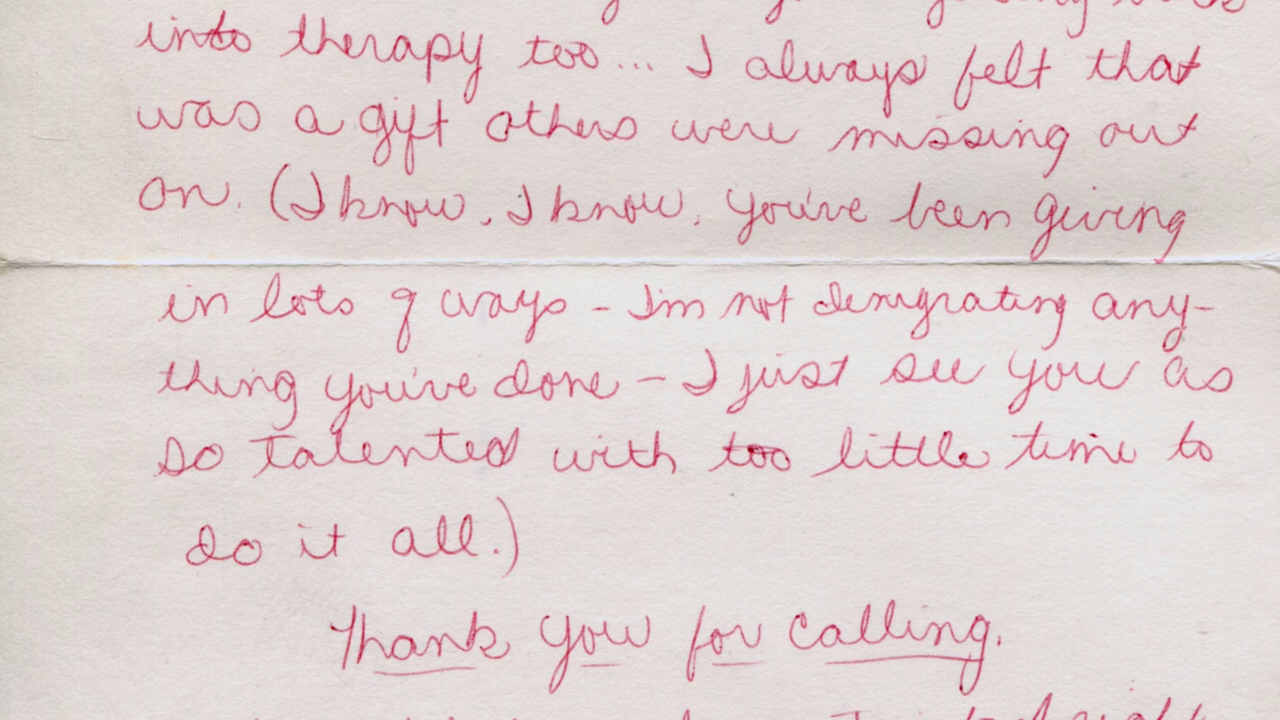 into therapy too... I always felt that
was a gift others were missing out
on. (I know, I know, you've been giving
in lots of ways - I'm not denigrating any-
thing you've done - I just see you as
so talented with too little time to
do it all.)
Thank you for calling.